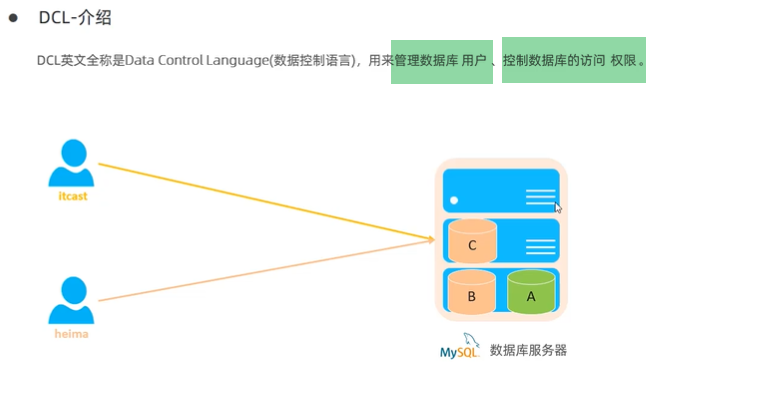 ● DCL-介绍
DCL英文全称是Data Control Language(数据控制语言)，用来管理数据库 用户 、控制数据库的访问 权限 。
itcast
C
B
A
heima
MySQL 数据库服务器